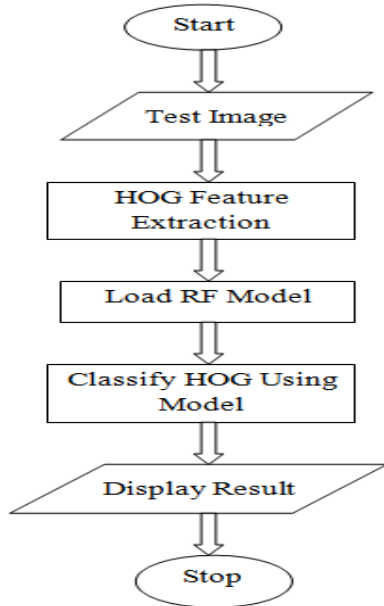 Start
Test Image
HOG Feature
Extraction
Load RF Model
Classify HOG Using
Model
Display Result
Stop